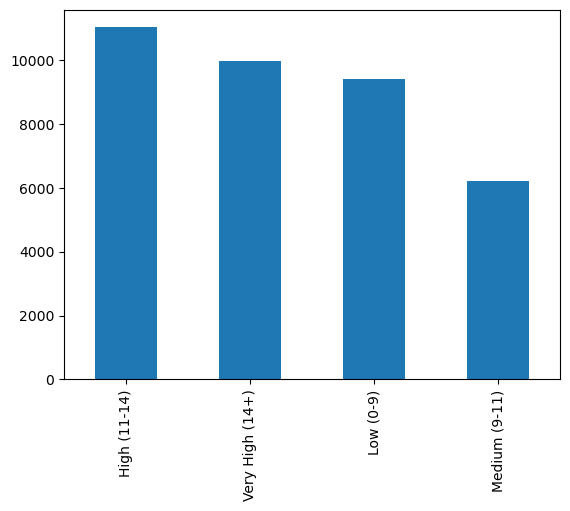 10000
8000
6000
4000
2000
0
High (11-14)
Very High (14+)
Low (0-9)
Medium (9-11)